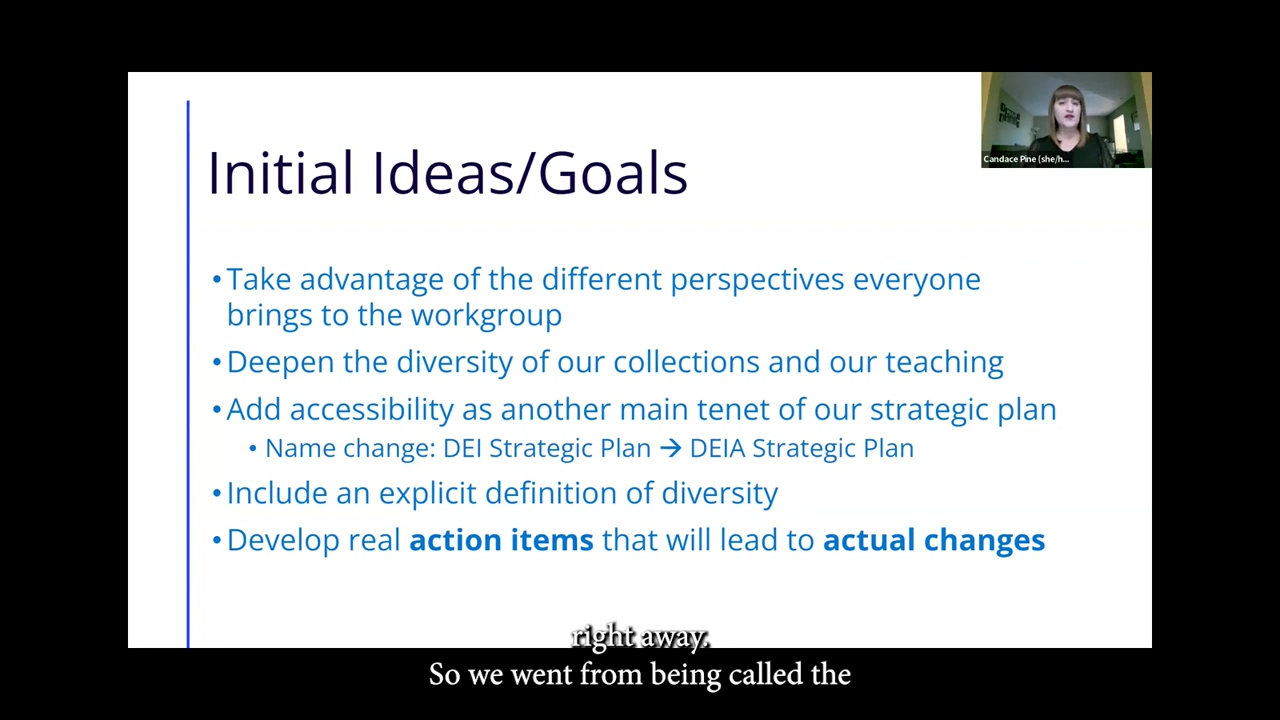 Candace Pine (she/h...
Initial Ideas/Goals
•Take advantage of the different perspectives everyone
brings to the workgroup
•Deepen the diversity of our collections and our teaching
•Add accessibility as another main tenet of our strategic plan
•Name change: DEI Strategic Plan → DEIA Strategic Plan
•Include an explicit definition of diversity
•Develop real action items that will lead to actual changes
right away.
So we went from being called the